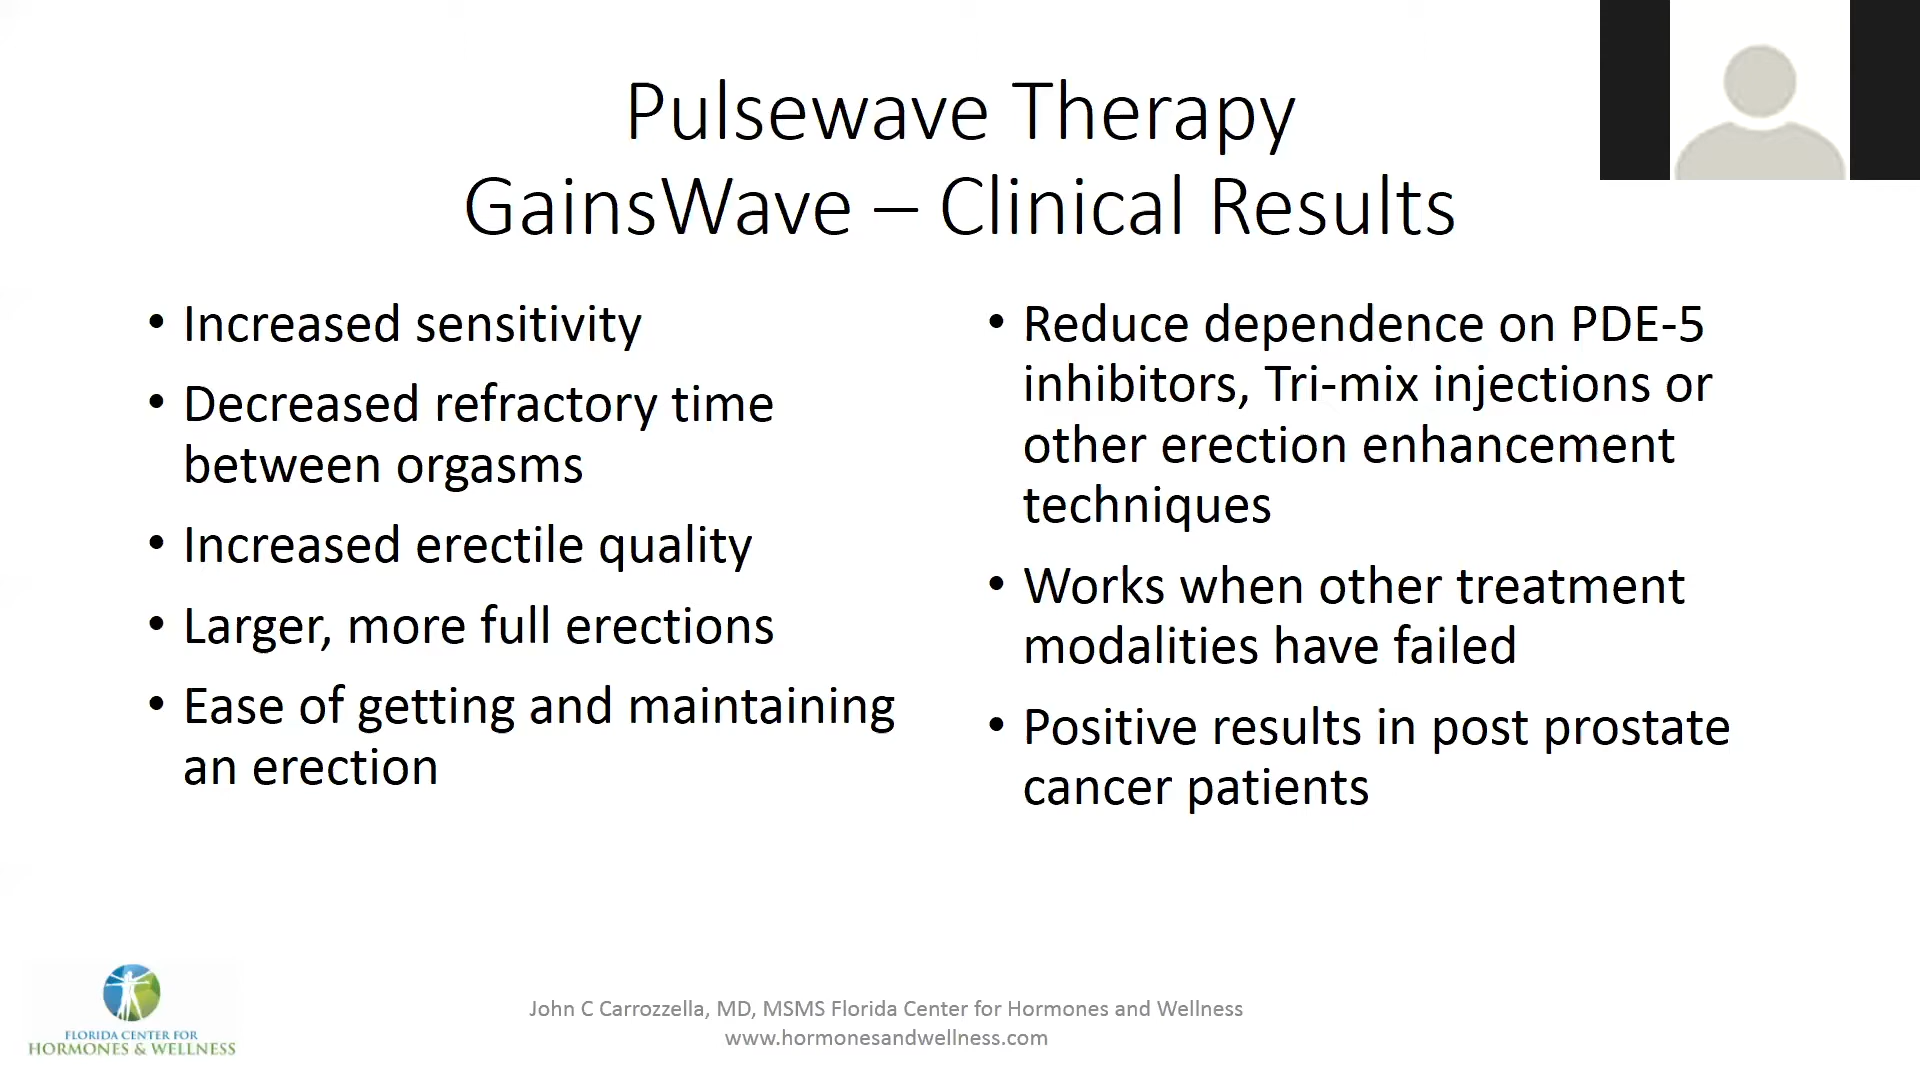 Pulsewave Therapy
GainsWave – Clinical Results
• Increased sensitivity
• Decreased refractory time
between orgasms
• Increased erectile quality
• Larger, more full erections
• Ease of getting and maintaining
an erection
• Reduce dependence on PDE-5
inhibitors, Tri-mix injections or
other erection enhancement
techniques
• Works when other treatment
modalities have failed
• Positive results in post prostate
cancer patients
FLORIDA CENTER FOR
HORMONES & WELLNESS
John C Carrozzella, MD, MSMS Florida Center for Hormones and Wellness
www.hormonesandwellness.com